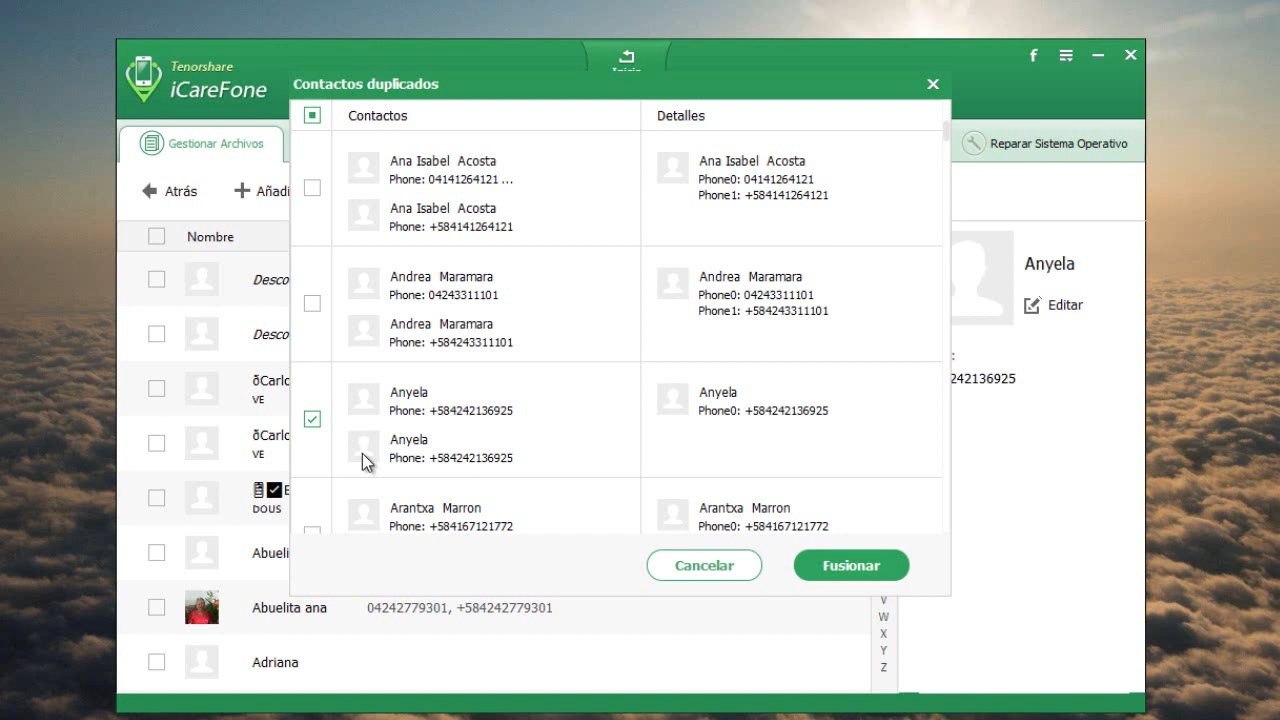 Tenorshare
iCareFone
f
Contactos duplicados
Gestionar Archivos
Reparar Sistema Operativo
Atrás
Nombre
Contactos
Detalles
Ana Isabel Acosta
Phone: 04141264121 ...
Ana Isabel Acosta
Phone: +584141264121
Ana Isabel Acosta
Phone0: 04141264121
Phone1: +584141264121
Andrea Maramara
Phone: 04243311101
Andrea Maramara
Phone: +584243311101
Andrea Maramara
Phone0: 04243311101
Phone1: +584243311101
Anyela
Phone: +584242136925
Anyela
Phone: +584242136925
Anyela
Phone0: +584242136925
Arantxa Marron
Phone: +584167121772
Arantxa Marron
Phone0: +584167121772
Cancelar
Fusionar
ðCarlo
VE
ðCarlo
VE
DOUS
Abuelita ana 04242779301, +584242779301
Adriana
V
W
X
Y
Z
Anyela
Editar
242136925